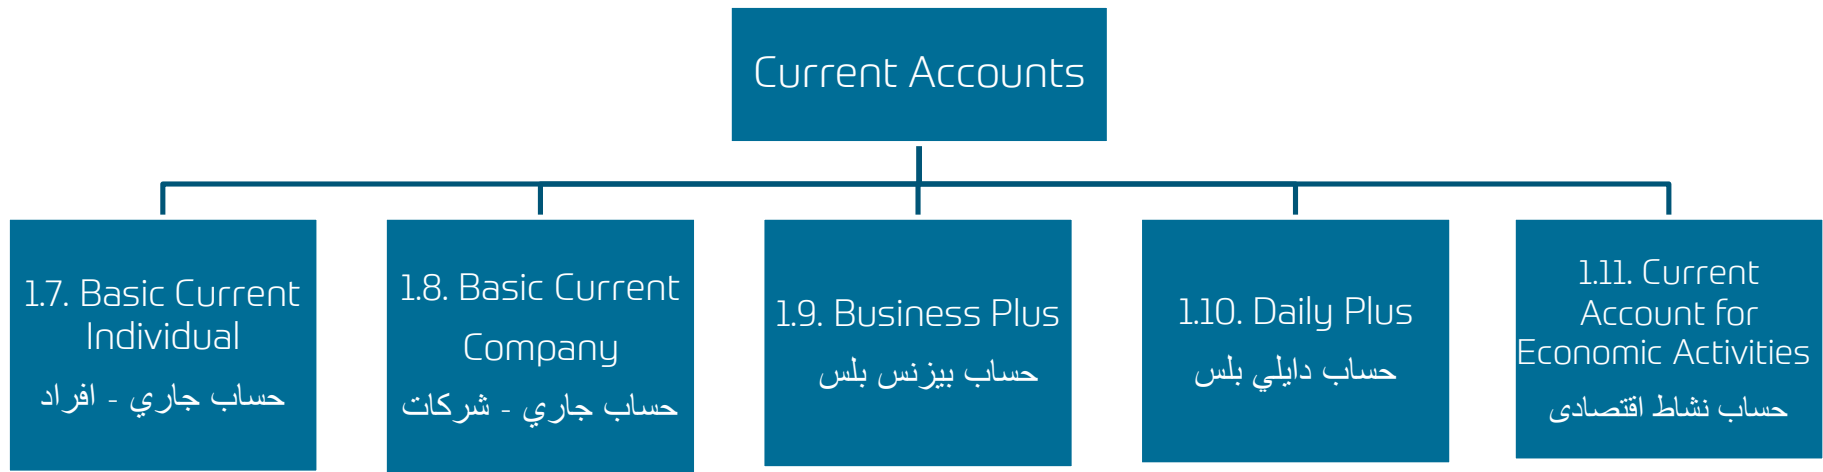 Current Accounts
1.7. Basic Current
Individual
حساب جاري - افراد
1.8. Basic Current
Company
حساب جاري - شركات
1.9. Business Plus
حساب بيزنس بلس
1.10. Daily Plus
حساب دايلي بلس
1.11. Current
Account for
Economic Activities
حساب نشاط اقتصادى